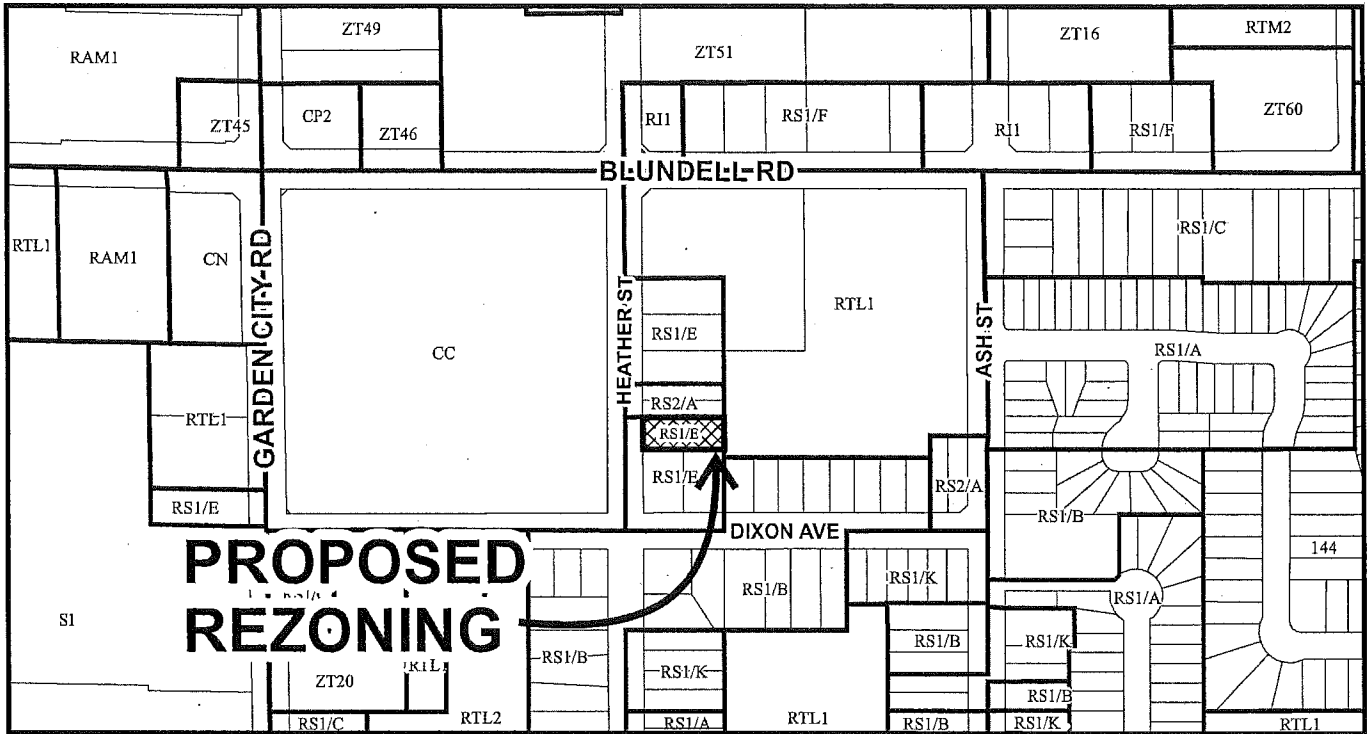 RAM1
ZT49
ZT51
ZT16
RTM2
ZT45
CP2
ZT46
RI1
RS1/F
RI1
RS1/F
ZT60
BLUNDELL RD
RTL1
RAM1
CN
GARDEN CITY RD
CC
HEATHER ST
RTL1
ASH ST
RS1/C
RS1/E
RS1/A
RS2/A
RTL1
RS1/E
RS1/E
RS2/A
RS1/E
RS1/B
DIXON AVE
144
PROPOSED
REZONING
S1
RS1/B
RS1/K
RS1/A
RS1/B
RS1/B
RS1/K
RS1/K
ZT20
RS1/B
RS1/C
RTL2
RS1/A
RTL1
RS1/B
RS1/K
RTL1